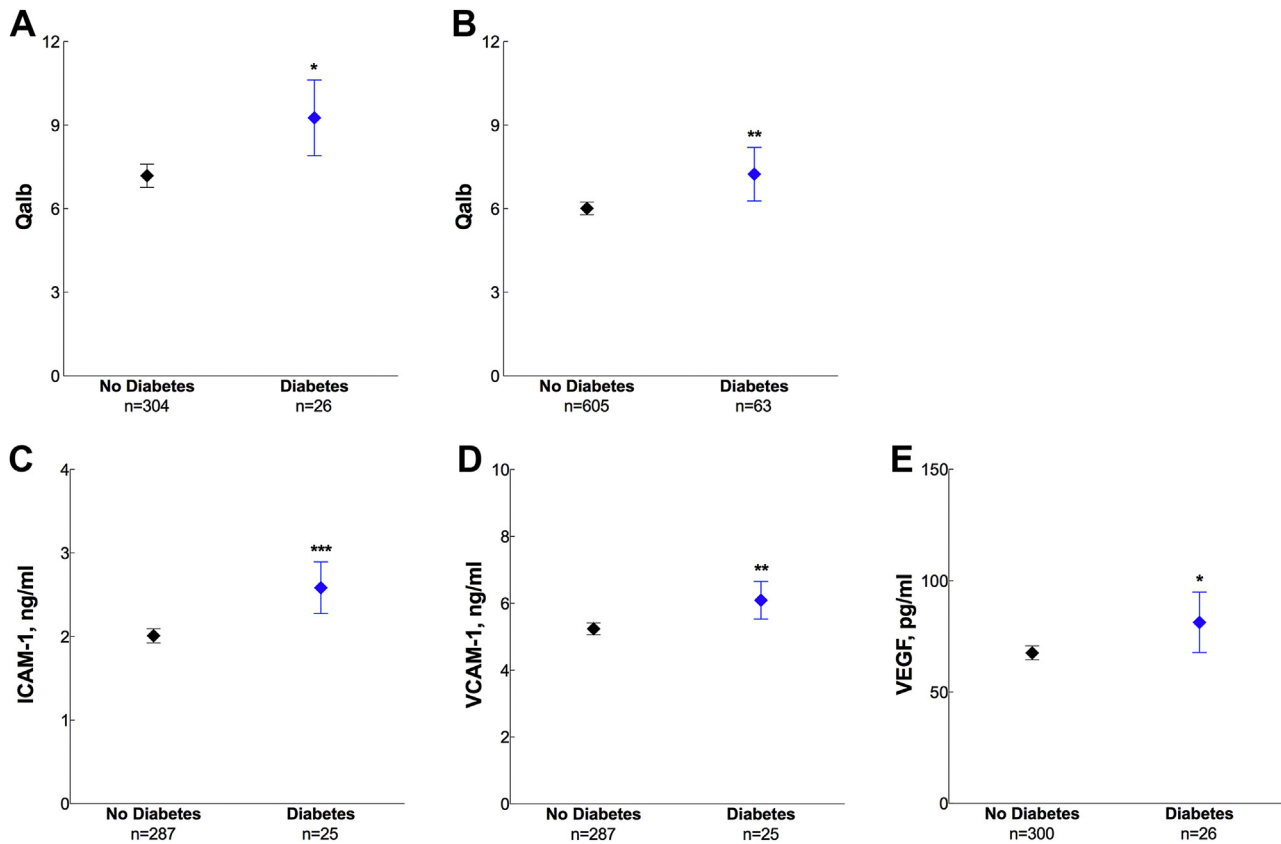 A
Qalb
12
9
6
3
0
*
No Diabetes
n=304
Diabetes
n=26
B
Qalb
12
9
6
3
0
**
No Diabetes
n=605
Diabetes
n=63
C
ICAM-1, ng/ml
4
3
2
1
0
***
No Diabetes
n=287
Diabetes
n=25
D
VCAM-1, ng/ml
10
8
6
4
2
0
**
No Diabetes
n=287
Diabetes
n=25
E
VEGF, pg/ml
150
100
50
0
*
No Diabetes
n=300
Diabetes
n=26